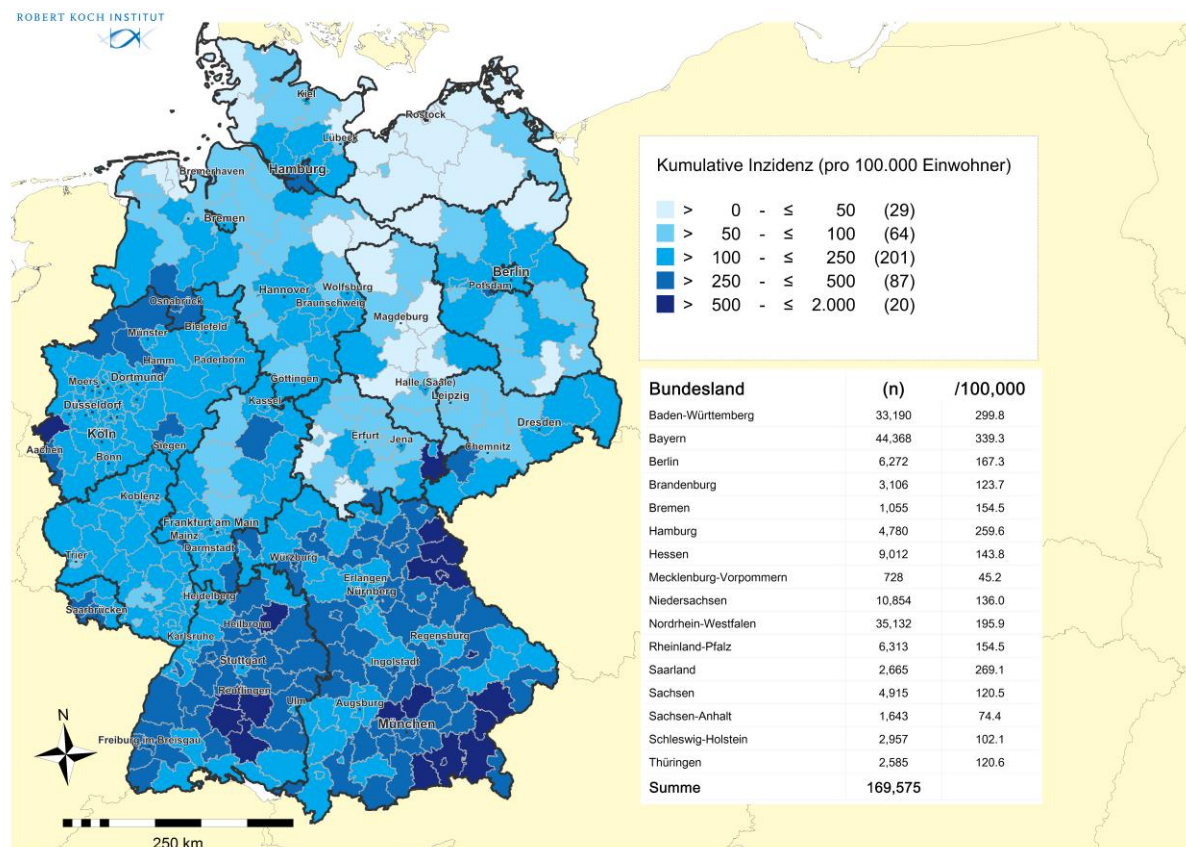 ROBERT KOCH INSTITUT
Kiel
Rostock
Lübeck
Hamburg
Bremerhaven
Bremen
Berlin
Potsdam
Hannover
Wolfsburg
Braunschweig
Magdeburg
Osnabrück
Bielefeld
Münster
Hamm
Paderborn
Göttingen
Halle (Saale)
Leipzig
Moers
Dortmund
Düsseldorf
Kassel
Köln
Erfurt
Jena
Dresden
Chemnitz
Aachen
Bonn
Siegen
Koblenz
Frankfurt am Main
Mainz
Darmstadt
Trier
Würzburg
Erlangen
Nürnberg
Heidelberg
Saarbrücken
Heilbronn
Karlsruhe
Regensburg
Stuttgart
Ingolstadt
Reutlingen
Ulm
Augsburg
München
Freiburg im Breisgau
N
250 km
Kumulative Inzidenz (pro 100.000 Einwohner)
> 0 - ≤ 50 (29)
> 50 - ≤ 100 (64)
> 100 - ≤ 250 (201)
> 250 - ≤ 500 (87)
> 500 - ≤ 2.000 (20)
Bundesland (n) /100,000
Baden-Württemberg 33,190 299.8
Bayern 44,368 339.3
Berlin 6,272 167.3
Brandenburg 3,106 123.7
Bremen 1,055 154.5
Hamburg 4,780 259.6
Hessen 9,012 143.8
Mecklenburg-Vorpommern 728 45.2
Niedersachsen 10,854 136.0
Nordrhein-Westfalen 35,132 195.9
Rheinland-Pfalz 6,313 154.5
Saarland 2,665 269.1
Sachsen 4,915 120.5
Sachsen-Anhalt 1,643 74.4
Schleswig-Holstein 2,957 102.1
Thüringen 2,585 120.6
Summe 169,575